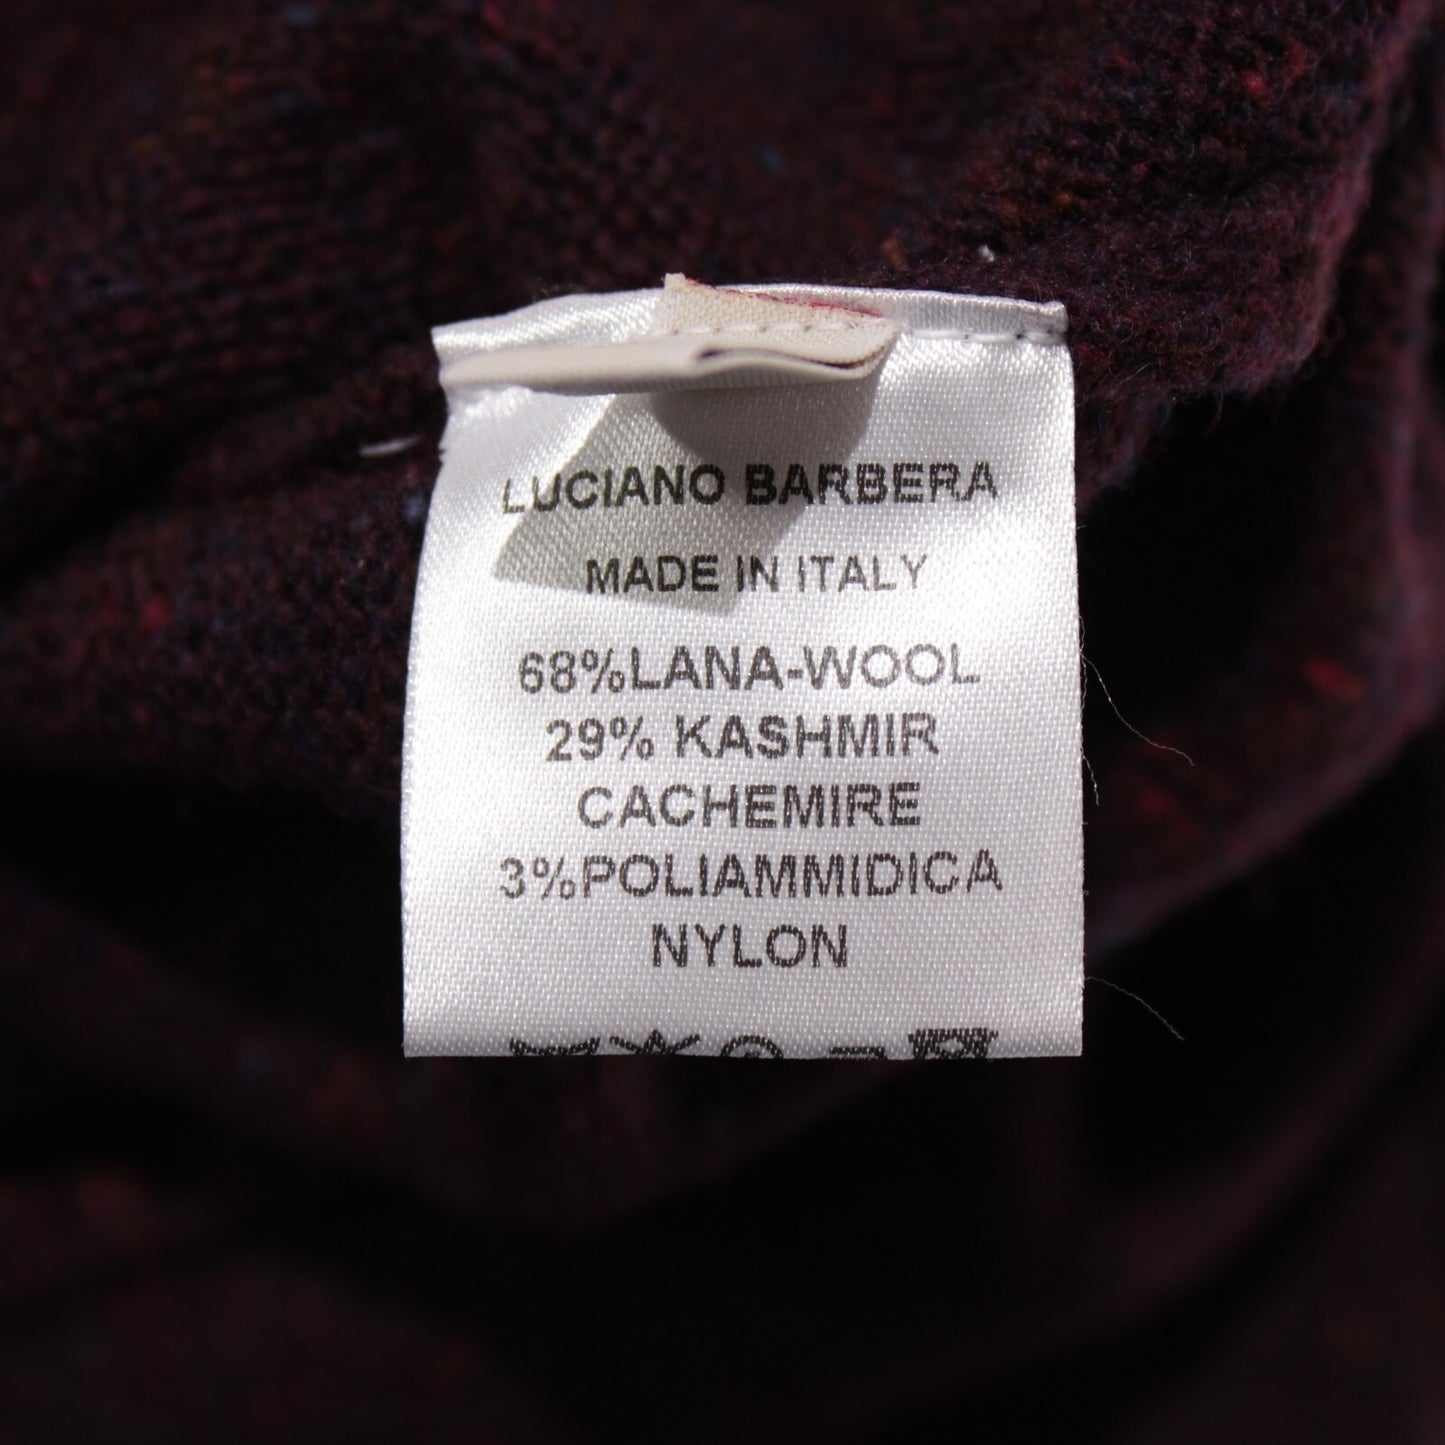 LUCIANO BARBERA
MADE IN ITALY
68%LANA-WOOL
29% KASHMIR
CACHEMIRE
3%POLIAMMIDICA
NYLON